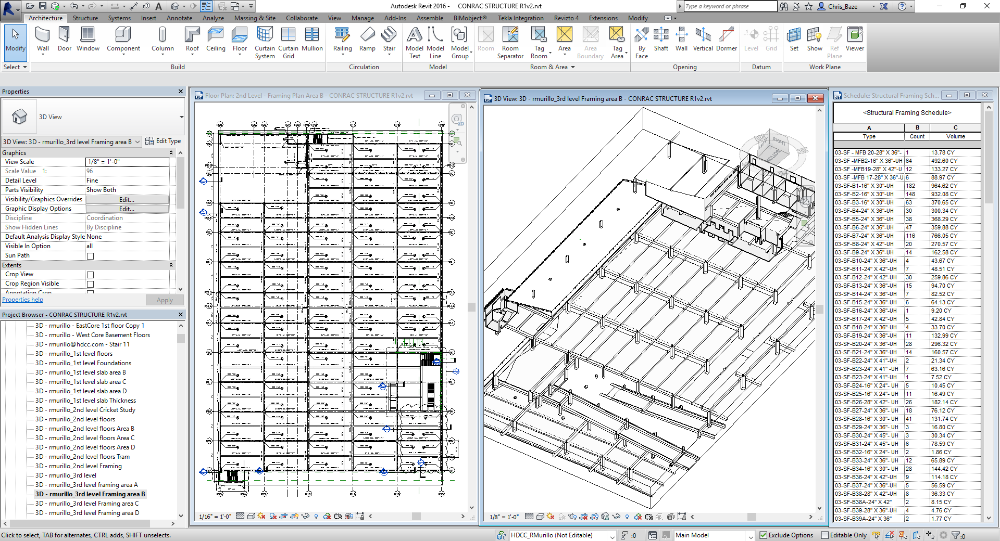 Autodesk Revit 2016 -     CONRAC STRUCTURE R1v2.rvt
Type a keyword or phrase
Chris_Baze
Architecture Structure Systems Insert Annotate Analyze Massing & Site Collaborate View Manage Add-Ins Assemble BIMobject® Tekla Integration Revizto 4 Extensions Modify
Modify
Wall Door Window Component Column Roof Ceiling Floor Curtain System Curtain Grid Mullion
Railing Ramp Stair
Model Text Model Line Model Group
Room Room Separator Tag Room Area Area Boundary Tag Area
By Face Shaft Wall Vertical Dormer
Level Grid
Set Show Ref Plane Viewer
Select Build Circulation Model Room & Area Opening Datum Work Plane
Properties
3D View
3D View: 3D - rmurillo_3rd level Framing area B
Edit Type
Graphics
View Scale 1/8" = 1'-0"
Scale Value    1: 96
Detail Level Fine
Parts Visibility Show Both
Visibility/Graphics Overrides Edit...
Graphic Display Options Edit...
Discipline Coordination
Show Hidden Lines By Discipline
Default Analysis Display Style None
Visible In Option all
Sun Path
Extents
Crop View
Crop Region Visible
Annotation Crop
Properties help
Apply
Project Browser - CONRAC STRUCTURE R1v2.rvt
3D - rmurillo - EastCore 1st floor Copy 1
3D - rmurillo - West Core Basement Floors
3D - rmurillo@hdcc.com - Stair 11
3D - rmurillo_1st level floors
3D - rmurillo_1st level Foundations
3D - rmurillo_1st level slab area B
3D - rmurillo_1st level slab area C
3D - rmurillo_1st level slab area D
3D - rmurillo_1st level slab Thickness
3D - rmurillo_2nd level Cricket Study
3D - rmurillo_2nd level floors
3D - rmurillo_2nd level floors Area B
3D - rmurillo_2nd level floors Area C
3D - rmurillo_2nd level floors Area D
3D - rmurillo_2nd level floors Tram
3D - rmurillo_2nd level Framing
3D - rmurillo_3rd level
3D - rmurillo_3rd level framing area A
3D - rmurillo_3rd level Framing area B
3D - rmurillo_3rd level Framing area C
3D - rmurillo_3rd level Framing area D
Floor Plan: 2nd Level - Framing Plan Area B - CONRAC STRUCTURE R1v2.rvt
2D
1/16" = 1'-0"
3D View: 3D - rmurillo_3rd level Framing area B - CONRAC STRUCTURE R1v2.rvt
RIGHT
BOTTOM
1/8" = 1'-0"
Schedule: Structural Framing Sch...
<Structural Framing Schedule>
A B C
Type Count Volume
03-SF - MFB 20-28" X 36"- 1 13.78 CY
03-SF -MFB2-16" X 36"-UH 64 492.60 CY
03-SF -MFB19-28" X 42"-U 12 133.27 CY
03-SF -MFB 17-28" X 36"-U 6 88.97 CY
03-SF-B1-16" X 30"-UH 182 964.62 CY
03-SF-B2-16" X 30"-UH 148 932.08 CY
03-SF-B3-16" X 30"-UH 63 370.65 CY
03-SF-B4-24" X 36"-UH 30 300.34 CY
03-SF-B5-24" X 36"-UH 38 368.29 CY
03-SF-B6-24" X 36"-UH 47 359.88 CY
03-SF-B7-24" X 36"-UH 116 766.05 CY
03-SF-B8-24" X 42"-UH 20 270.57 CY
03-SF-B9-24" X 36"-UH 14 162.58 CY
03-SF-B10-24" X 36"-UH 4 43.67 CY
03-SF-B11-24" X 42"-UH 7 48.51 CY
03-SF-B12-24" X 42"-UH 30 259.86 CY
03-SF-B13-24" X 36"-UH 15 94.70 CY
03-SF-B14-24" X 36"-UH 7 82.52 CY
03-SF-B15-24" X 36"-UH 6 64.13 CY
03-SF-B16-24" X 36"-UH 1 9.20 CY
03-SF-B17-24" X 42"-UH 5 42.84 CY
03-SF-B18-24" X 36"-UH 4 33.70 CY
03-SF-B19-24" X 36"-UH 11 132.99 CY
03-SF-B20-24" X 36"-UH 28 296.32 CY
03-SF-B21-24" X 36"-UH 14 160.57 CY
03-SF-B22-24" X 41"-UH 2 21.34 CY
03-SF-B23-24" X 41" -UH 7 63.16 CY
03-SF-B23-24" X 41"-UH 1 7.52 CY
03-SF-B24-16" X 24"- UH 5 10.45 CY
03-SF-B25-16" X 24"- UH 11 16.49 CY
03-SF-B26-28" X 42"- UH 26 182.14 CY
03-SF-B27-24" X 36"- UH 18 76.12 CY
03-SF-B28-16" X 30"- UH 41 131.74 CY
03-SF-B29-24" X 36"- UH 3 16.80 CY
03-SF-B30-24" X 45"- UH 3 30.34 CY
03-SF-B31-24" X 45"- UH 6 78.59 CY
03-SF-B32-16" X 24"- UH 2 1.86 CY
03-SF-B33-24" X 36"- UH 12 65.89 CY
03-SF-B34-16" X 30"- UH 28 144.42 CY
03-SF-B36-24" X 42"-UH 9 114.18 CY
03-SF-B37-24" X 36"-UH 5 56.59 CY
03-SF-B38-28" X 42"-UH 8 36.33 CY
03-SF-B38A-24" X 42" 2 8.15 CY
03-SF-B39-28" X 36"-UH 4 4.76 CY
03-SF-B39A-24" X 36" 2 1.77 CY
Click to select, TAB for alternates, CTRL adds, SHIFT unselects.
HDCC_RMurillo (Not Editable)
:0
Main Model
Exclude Options
Editable Only
:0